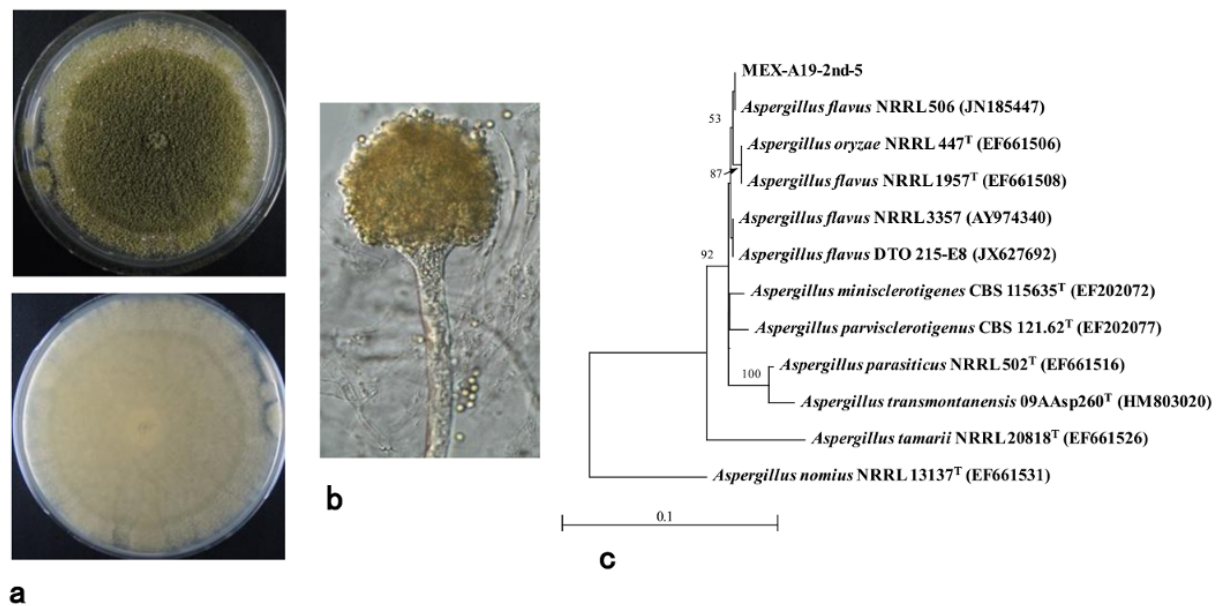 MEX-A19-2nd-5
Aspergillus flavus NRRL 506 (JN185447)
53
Aspergillus oryzae NRRL 447ᵀ (EF661506)
87
Aspergillus flavus NRRL 1957ᵀ (EF661508)
Aspergillus flavus NRRL3357 (AY974340)
92
Aspergillus flavus DTO 215-E8 (JX627692)
Aspergillus minisclerotigenes CBS 115635ᵀ (EF202072)
Aspergillus parvisclerotigenus CBS 121.62ᵀ (EF202077)
100
Aspergillus parasiticus NRRL 502ᵀ (EF661516)
Aspergillus transmontanensis 09AAsp260ᵀ (HM803020)
Aspergillus tamarii NRRL 20818ᵀ (EF661526)
Aspergillus nomius NRRL 13137ᵀ (EF661531)
0.1
a
b
c